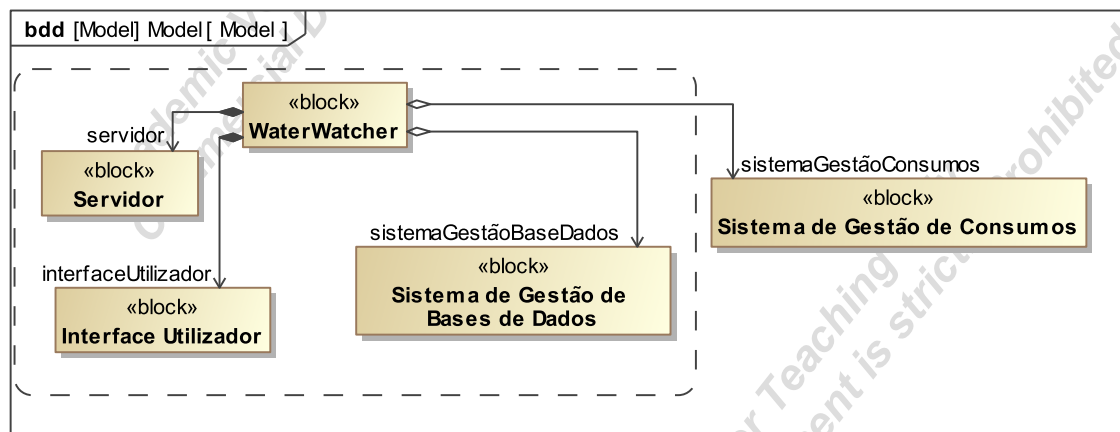 bdd [Model] Model [ Model ]
«block»
WaterWatcher
servidor
«block»
Servidor
sistemaGestãoConsumos
«block»
Sistema de Gestão de Consumos
sistemaGestãoBaseDados
«block»
Sistema de Gestão de
Bases de Dados
interfaceUtilizador
«block»
Interface Utilizador